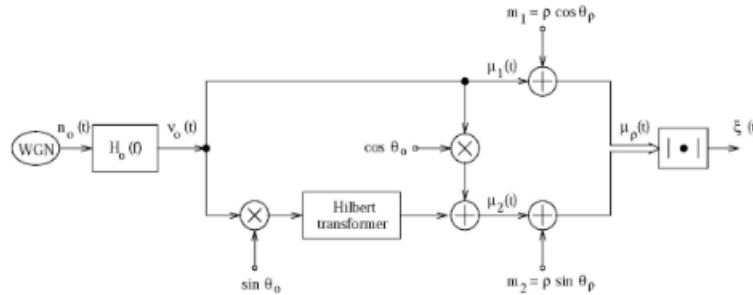 m₁ = ρ cos θρ
μ₁(t)
n₀(t)
ν₀(t)
μρ(t)
ξ(t
WGN
H₀(f)
cos θ₀
Hilbert
transformer
μ₂(t)
sin θ₀
m₂ = ρ sin θρ